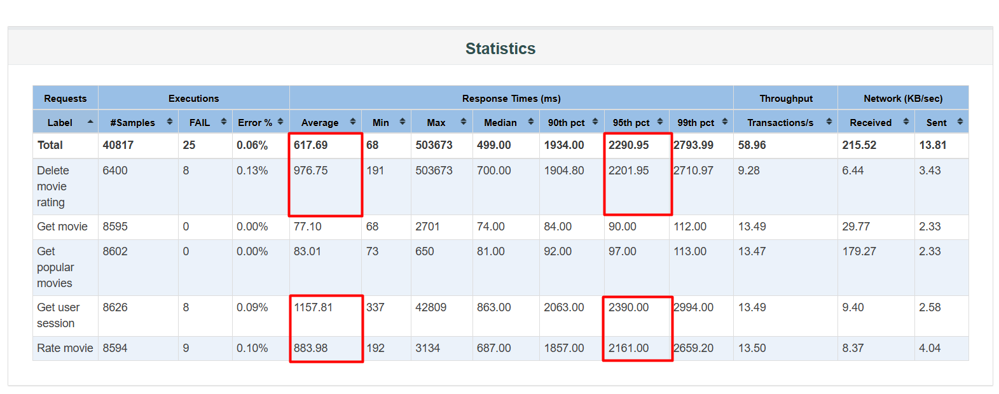 Statistics
Requests Executions Response Times (ms) Throughput Network (KB/sec)
Label #Samples FAIL Error % Average Min Max Median 90th pct 95th pct 99th pct Transactions/s Received Sent
Total 40817 25 0.06% 617.69 68 503673 499.00 1934.00 2290.95 2793.99 58.96 215.52 13.81
Delete 6400 8 0.13% 976.75 191 503673 700.00 1904.80 2201.95 2710.97 9.28 6.44 3.43
movie
rating
Get movie 8595 0 0.00% 77.10 68 2701 74.00 84.00 90.00 112.00 13.49 29.77 2.33
Get 8602 0 0.00% 83.01 73 650 81.00 92.00 97.00 113.00 13.47 179.27 2.33
popular
movies
Get user 8626 8 0.09% 1157.81 337 42809 863.00 2063.00 2390.00 2994.00 13.49 9.40 2.58
session
Rate movie 8594 9 0.10% 883.98 192 3134 687.00 1857.00 2161.00 2659.20 13.50 8.37 4.04